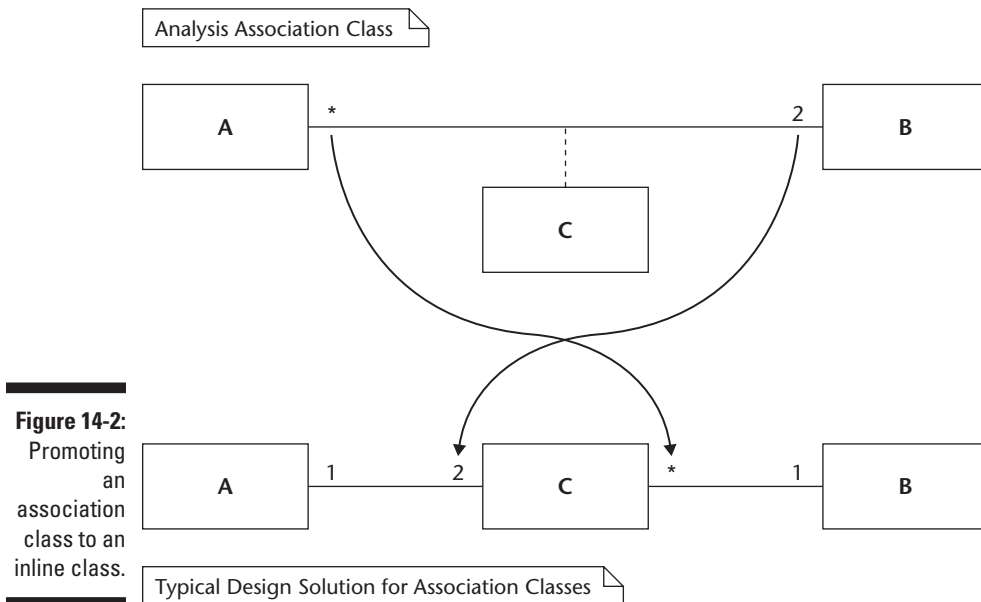 Analysis Association Class
A
*
2
B
C
Figure 14-2:
Promoting
an
association
class to an
inline class.
A
1
2
C
*
1
B
Typical Design Solution for Association Classes